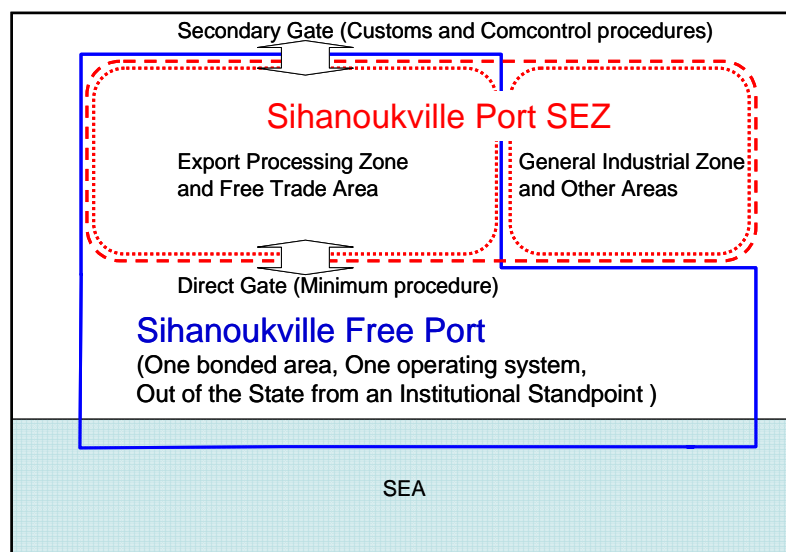 Secondary Gate (Customs and Comcontrol procedures)
Sihanoukville Port SEZ
Export Processing Zone
and Free Trade Area
General Industrial Zone
and Other Areas
Direct Gate (Minimum procedure)
Sihanoukville Free Port
(One bonded area, One operating system,
Out of the State from an Institutional Standpoint )
SEA